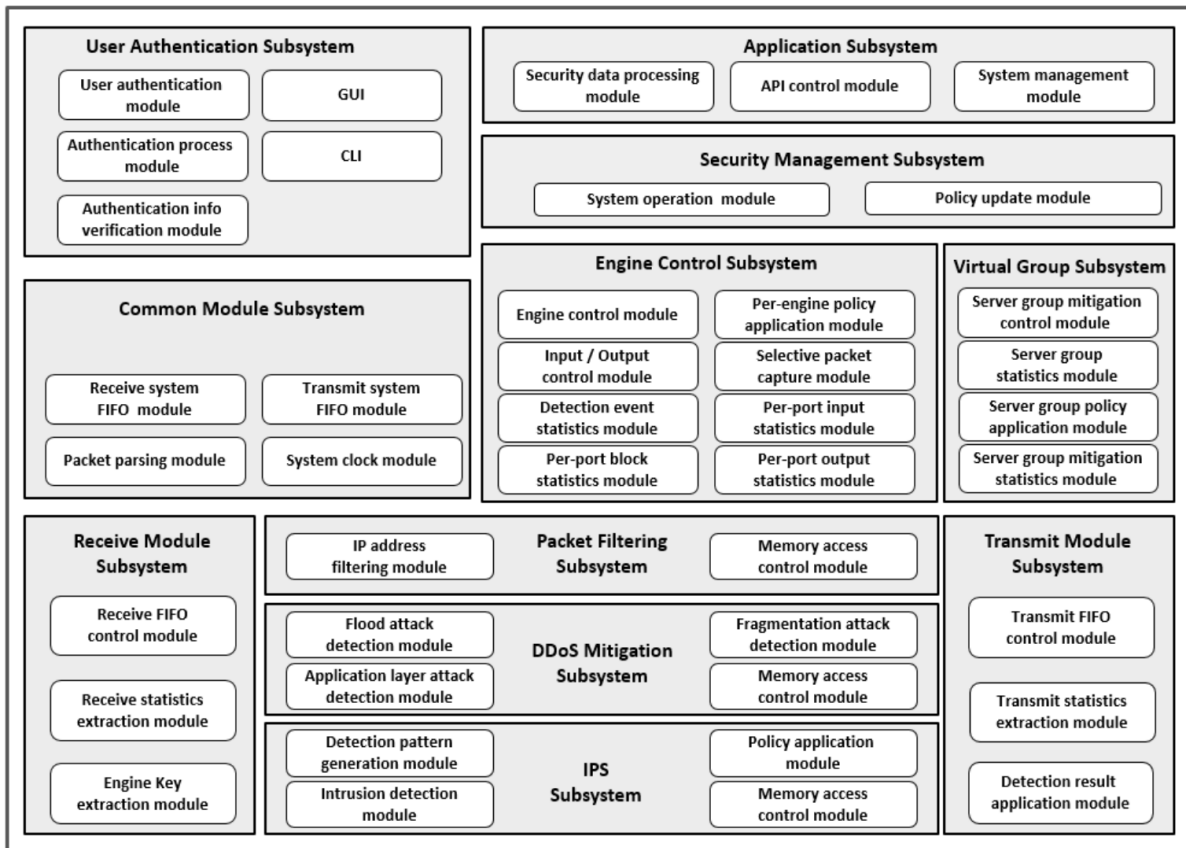 User Authentication Subsystem
User authentication
module
GUI
Authentication process
module
CLI
Authentication info
verification module
Application Subsystem
Security data processing
module
API control module
System management
module
Security Management Subsystem
System operation module
Policy update module
Common Module Subsystem
Receive system
FIFO module
Transmit system
FIFO module
Packet parsing module
System clock module
Engine Control Subsystem
Engine control module
Per-engine policy
application module
Input / Output
control module
Selective packet
capture module
Detection event
statistics module
Per-port input
statistics module
Per-port block
statistics module
Per-port output
statistics module
Virtual Group Subsystem
Server group mitigation
control module
Server group
statistics module
Server group policy
application module
Server group mitigation
statistics module
Receive Module
Subsystem
Receive FIFO
control module
Receive statistics
extraction module
Engine Key
extraction module
IP address
filtering module
Packet Filtering
Subsystem
Memory access
control module
Flood attack
detection module
Application layer attack
detection module
DDoS Mitigation
Subsystem
Fragmentation attack
detection module
Memory access
control module
Detection pattern
generation module
Intrusion detection
module
IPS
Subsystem
Policy application
module
Memory access
control module
Transmit Module
Subsystem
Transmit FIFO
control module
Transmit statistics
extraction module
Detection result
application module